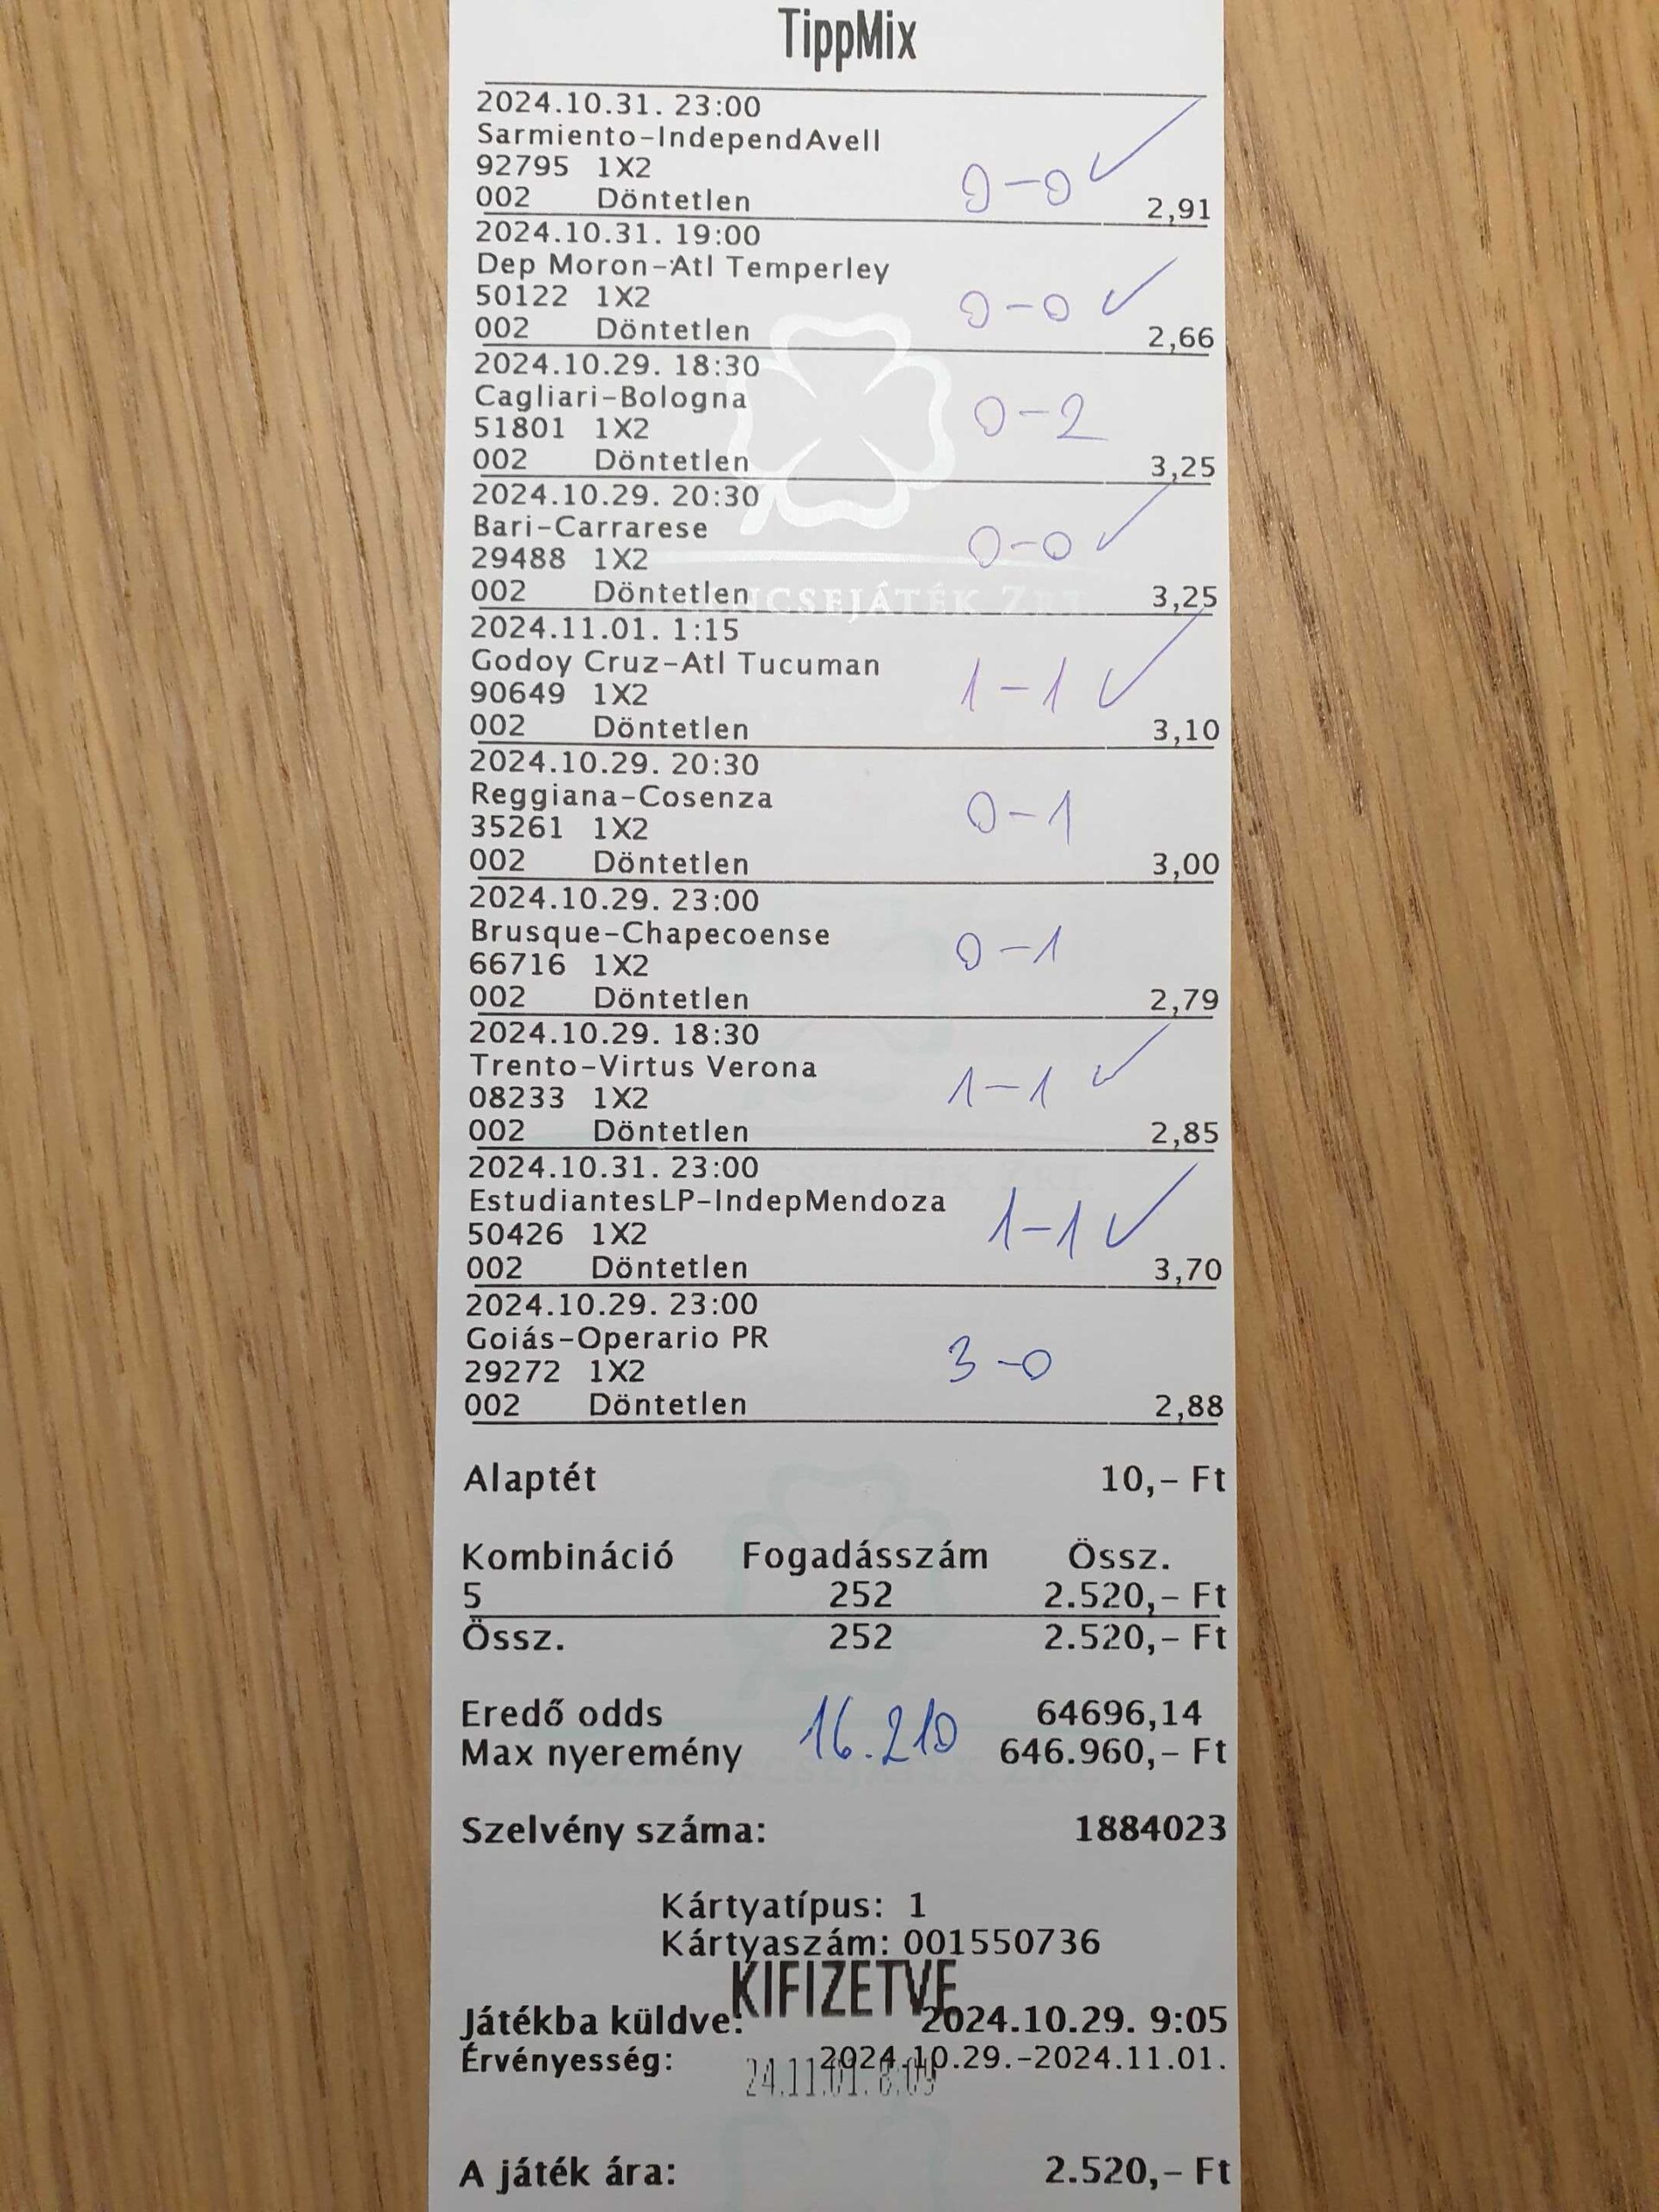 TippMix
2024.10.31. 23:00
Sarmiento-IndependAvell
92795 1X2 0-0 ✓
002 Döntetlen 2,91
2024.10.31. 19:00
Dep Moron-Atl Temperley
50122 1X2 0-0 ✓
002 Döntetlen 2,66
2024.10.29. 18:30
Cagliari-Bologna 0-2
51801 1X2
002 Döntetlen 3,25
2024.10.29. 20:30
Bari-Carrarese 0-0 ✓
29488 1X2
002 Döntetlen 3,25
2024.11.01. 1:15
Godoy Cruz-Atl Tucuman
90649 1X2 1-1 ✓
002 Döntetlen 3,10
2024.10.29. 20:30
Reggiana-Cosenza 0-1
35261 1X2
002 Döntetlen 3,00
2024.10.29. 23:00
Brusque-Chapecoense 0-1
66716 1X2
002 Döntetlen 2,79
2024.10.29. 18:30
Trento-Virtus Verona 1-1 ✓
08233 1X2
002 Döntetlen 2,85
2024.10.31. 23:00
EstudiantesLP-IndepMendoza 1-1 ✓
50426 1X2
002 Döntetlen 3,70
2024.10.29. 23:00
Goiás-Operario PR 3-0
29272 1X2
002 Döntetlen 2,88
Alaptét 10,- Ft
Kombináció Fogadásszám Össz.
5 252 2.520,- Ft
Össz. 252 2.520,- Ft
Eredő odds 64696,14
16.210
Max nyeremény 646.960,- Ft
Szelvény száma: 1884023
Kártyatípus: 1
Kártyaszám: 001550736
KIFIZETVE
Játékba küldve: 2024.10.29. 9:05
Érvényesség: 2024.10.29.-2024.11.01.
24.11.01. 8:09
A játék ára: 2.520,- Ft